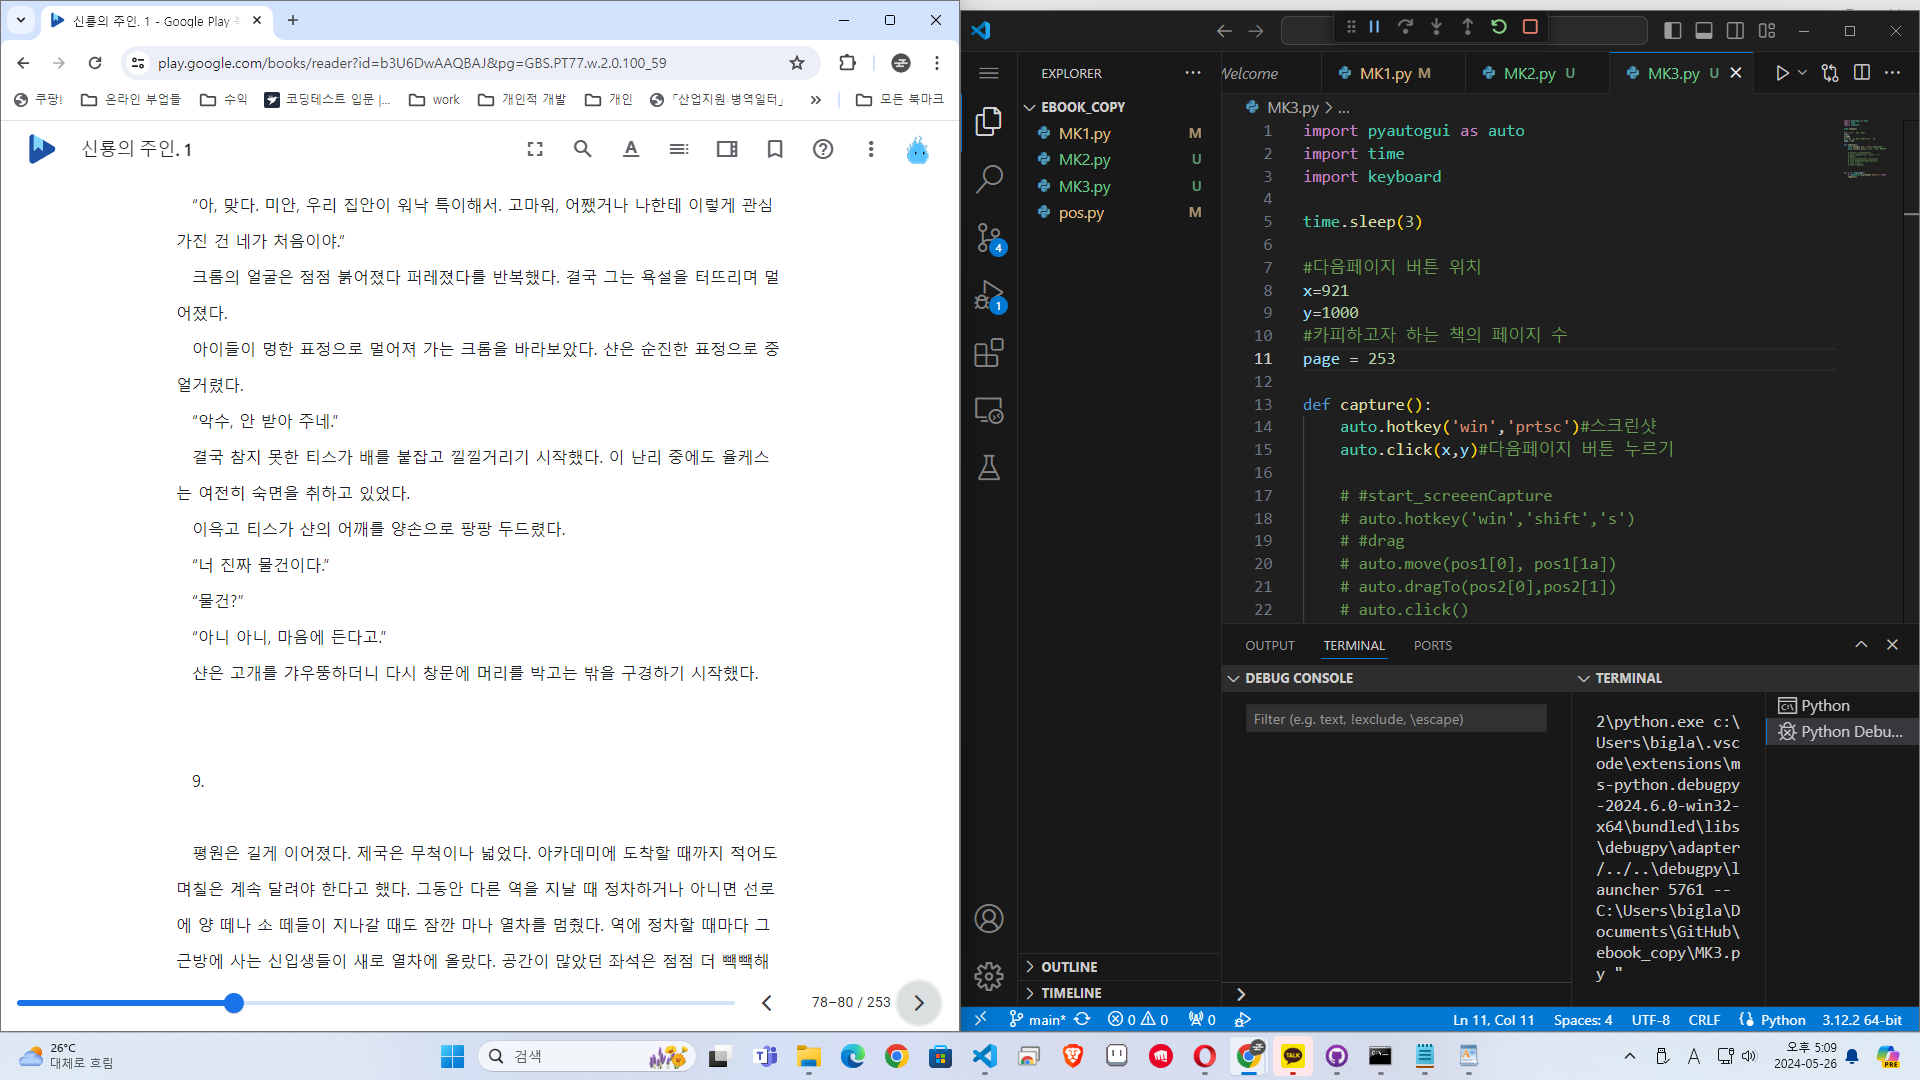 신룡의 주인. 1 - Google Play
play.google.com/books/reader?id=b3U6DwAAQBAJ&pg=GBS.PT77.w.2.0.100_59
쿠팡!
온라인 부업들
수익
코딩테스트 입문 |...
work
개인적 개발
개인
「산업지원 병역일터」
»
모든 북마크
신룡의 주인. 1
“아, 맞다. 미안, 우리 집안이 워낙 특이해서. 고마워, 어쨌거나 나한테 이렇게 관심
가진 건 네가 처음이야.”
크롬의 얼굴은 점점 붉어졌다 퍼레졌다를 반복했다. 결국 그는 욕설을 터뜨리며 멀
어졌다.
아이들이 멍한 표정으로 멀어져 가는 크롬을 바라보았다. 샨은 순진한 표정으로 중
얼거렸다.
“악수, 안 받아 주네.”
결국 참지 못한 티스가 배를 붙잡고 낄낄거리기 시작했다. 이 난리 중에도 율케스
는 여전히 숙면을 취하고 있었다.
이윽고 티스가 샨의 어깨를 양손으로 팡팡 두드렸다.
“너 진짜 물건이다.”
“물건?”
“아니 아니, 마음에 든다고.”
샨은 고개를 갸우뚱하더니 다시 창문에 머리를 박고는 밖을 구경하기 시작했다.
9.
평원은 길게 이어졌다. 제국은 무척이나 넓었다. 아카데미에 도착할 때까지 적어도
며칠은 계속 달려야 한다고 했다. 그동안 다른 역을 지날 때 정차하거나 아니면 선로
에 양 떼나 소 떼들이 지나갈 때도 잠깐 마나 열차를 멈췄다. 역에 정차할 때마다 그
근방에 사는 신입생들이 새로 열차에 올랐다. 공간이 많았던 좌석은 점점 더 빽빽해
78–80 / 253
EXPLORER
EBOOK_COPY
MK1.py M
MK2.py U
MK3.py U
pos.py M
OUTLINE
TIMELINE
Welcome
MK1.py M
MK2.py U
MK3.py U
MK3.py > ...
1 import pyautogui as auto
2 import time
3 import keyboard
4
5 time.sleep(3)
6
7 #다음페이지 버튼 위치
8 x=921
9 y=1000
10 #카피하고자 하는 책의 페이지 수
11 page = 253
12
13 def capture():
14 auto.hotkey('win','prtsc')#스크린샷
15 auto.click(x,y)#다음페이지 버튼 누르기
16
17 # #start_screeenCapture
18 # auto.hotkey('win','shift','s')
19 # #drag
20 # auto.move(pos1[0], pos1[1a])
21 # auto.dragTo(pos2[0],pos2[1])
22 # auto.click()
OUTPUT
TERMINAL
PORTS
DEBUG CONSOLE
Filter (e.g. text, !exclude, \escape)
TERMINAL
2\python.exe c:\
Users\bigla\.vsc
ode\extensions\m
s-python.debugpy
-2024.6.0-win32-
x64\bundled\libs
\debugpy\adapter
/../..\debugpy\l
auncher 5761 --
C:\Users\bigla\D
ocuments\GitHub\
ebook_copy\MK3.p
y "
Python
Python Debu...
4
1
main*
0
0
0
Ln 11, Col 11
Spaces: 4
UTF-8
CRLF
Python
3.12.2 64-bit
26°C
대체로 흐림
검색
TALK
A
오후 5:09
2024-05-26
PRE